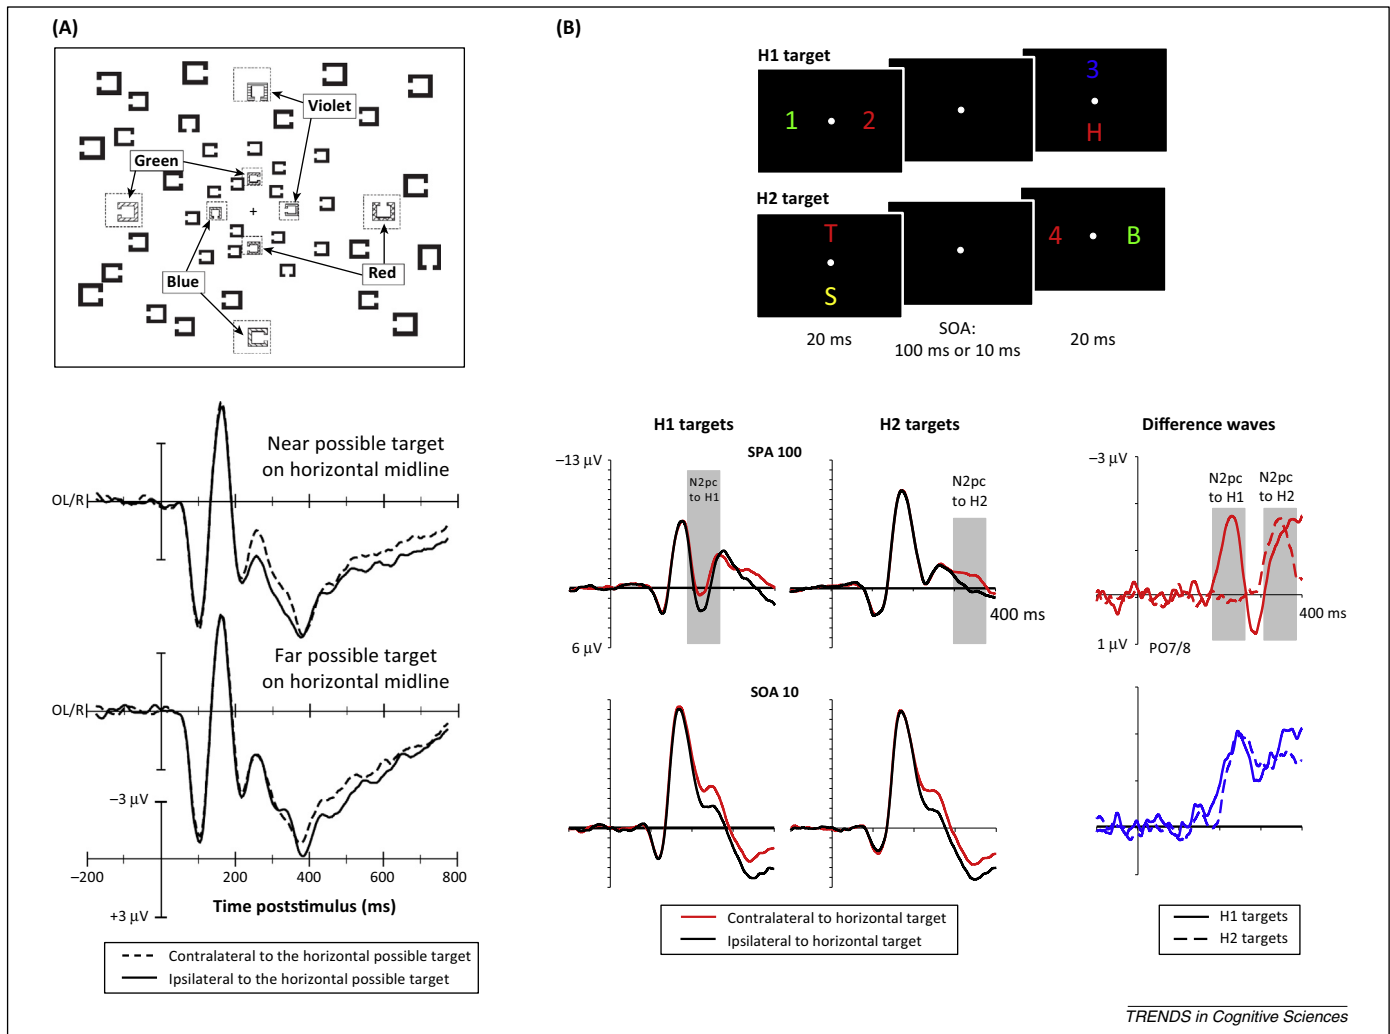 (A)
Violet
Green
Blue
Red
Near possible target
on horizontal midline
OL/R
Far possible target
on horizontal midline
OL/R
–3 µV
–200 0 200 400 600 800
Time poststimulus (ms)
+3 µV
Contralateral to the horizontal possible target
Ipsilateral to the horizontal possible target
(B)
H1 target
1 2
3
H
H2 target
T
S
4 B
20 ms
SOA:
100 ms or 10 ms
20 ms
H1 targets
H2 targets
Difference waves
SPA 100
–13 µV
N2pc
to H1
6 µV
N2pc
to H2
400 ms
–3 µV
N2pc
to H1
N2pc
to H2
400 ms
1 µV
PO7/8
SOA 10
Contralateral to horizontal target
Ipsilateral to horizontal target
H1 targets
H2 targets
TRENDS in Cognitive Sciences